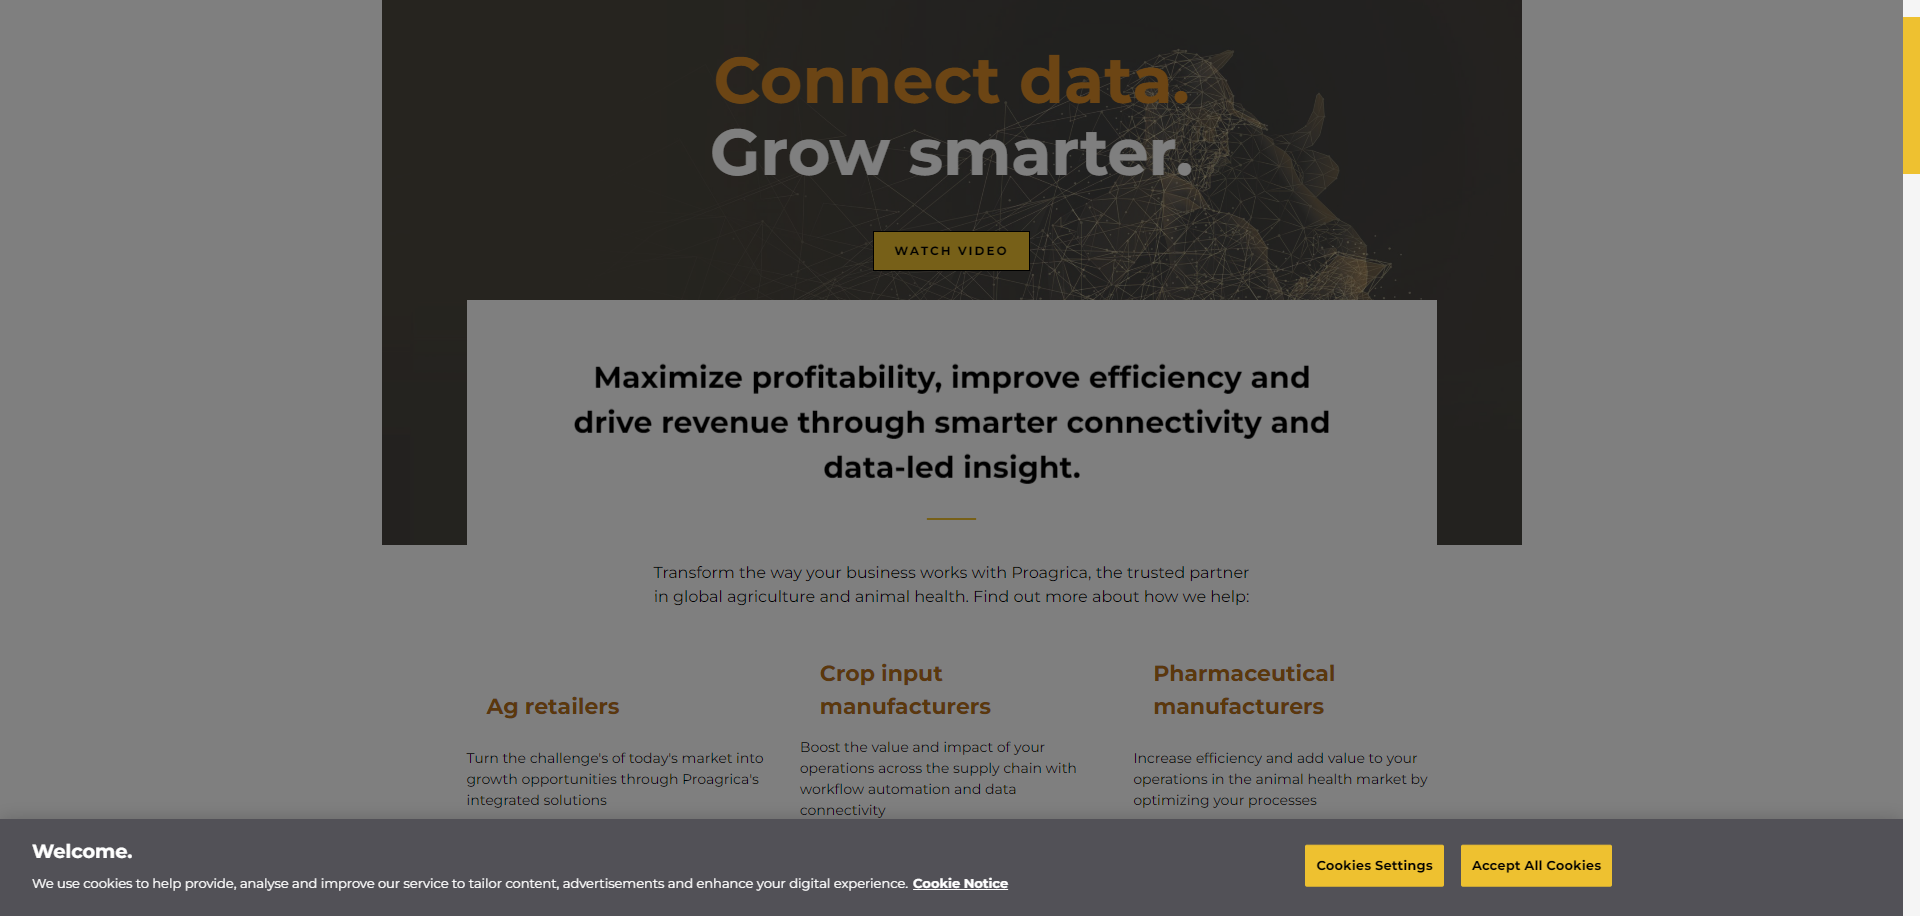 Connect data.
Grow smarter.
WATCH VIDEO
Maximize profitability, improve efficiency and
drive revenue through smarter connectivity and
data-led insight.
Transform the way your business works with Proagrica, the trusted partner
in global agriculture and animal health. Find out more about how we help:
Ag retailers
Turn the challenge's of today's market into
growth opportunities through Proagrica's
integrated solutions
Crop input
manufacturers
Boost the value and impact of your
operations across the supply chain with
workflow automation and data
connectivity
Pharmaceutical
manufacturers
Increase efficiency and add value to your
operations in the animal health market by
optimizing your processes
Welcome.
We use cookies to help provide, analyse and improve our service to tailor content, advertisements and enhance your digital experience. Cookie Notice
Cookies Settings
Accept All Cookies